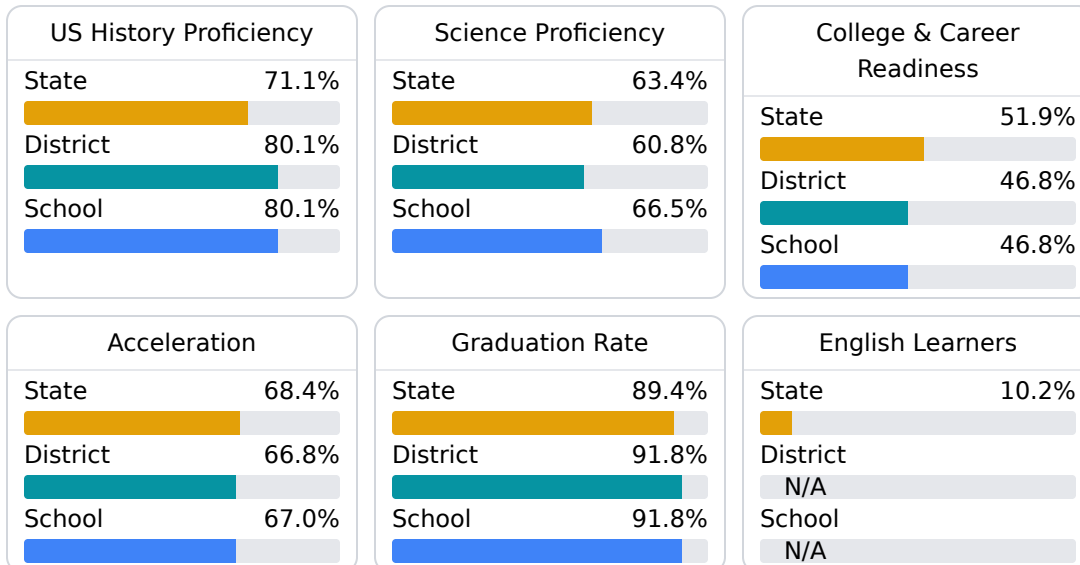 US History Proficiency
State 71.1%
District 80.1%
School 80.1%
Science Proficiency
State 63.4%
District 60.8%
School 66.5%
College & Career
Readiness
State 51.9%
District 46.8%
School 46.8%
Acceleration
State 68.4%
District 66.8%
School 67.0%
Graduation Rate
State 89.4%
District 91.8%
School 91.8%
English Learners
State 10.2%
District
N/A
School
N/A